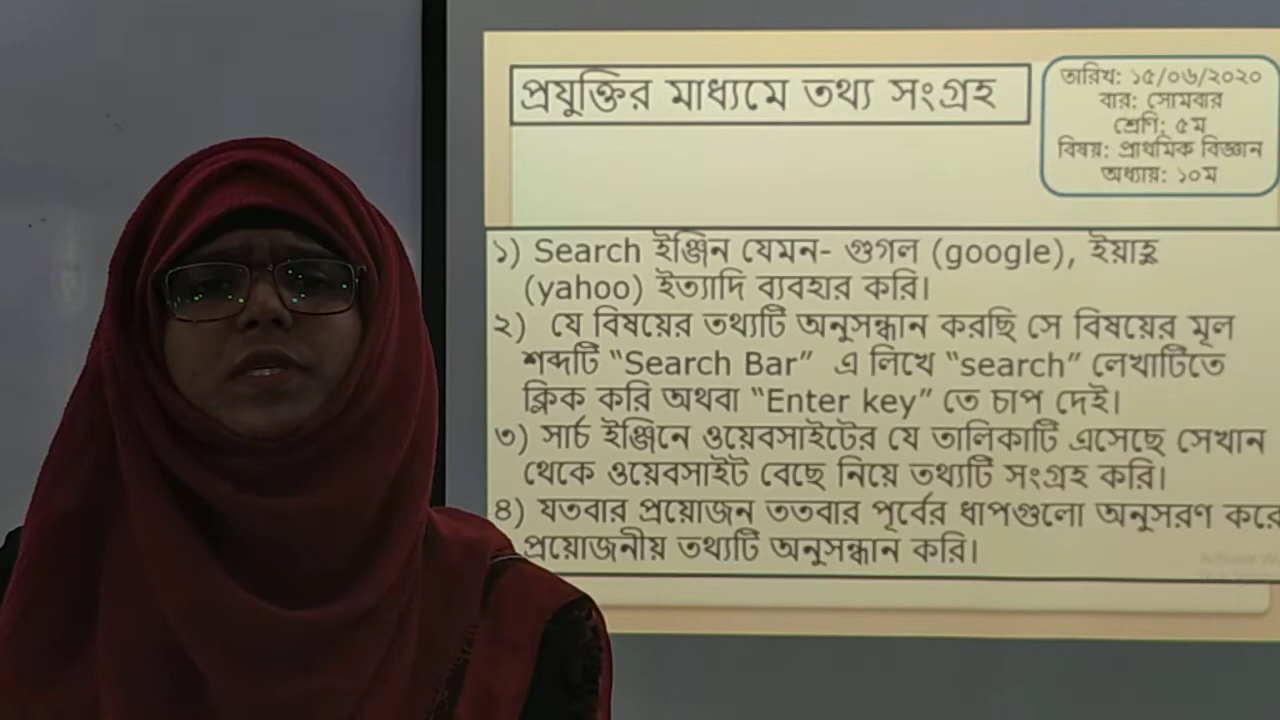 প্রযুক্তির মাধ্যমে তথ্য সংগ্রহ
তারিখ: ১৫/০৬/২০২০
বার: সোমবার
শ্রেণি: ৫ম
বিষয়: প্রাথমিক বিজ্ঞান
অধ্যায়: ১০ম
১) Search ইঞ্জিন যেমন- গুগল (google), ইয়াহু
(yahoo) ইত্যাদি ব্যবহার করি।
২) যে বিষয়ের তথ্যটি অনুসন্ধান করছি সে বিষয়ের মূল
শব্দটি “Search Bar” এ লিখে “search” লেখাটিতে
ক্লিক করি অথবা “Enter key” তে চাপ দেই।
৩) সার্চ ইঞ্জিনে ওয়েবসাইটের যে তালিকাটি এসেছে সেখান
থেকে ওয়েবসাইট বেছে নিয়ে তথ্যটি সংগ্রহ করি।
৪) যতবার প্রয়োজন ততবার পূর্বের ধাপগুলো অনুসরণ করে
প্রয়োজনীয় তথ্যটি অনুসন্ধান করি।